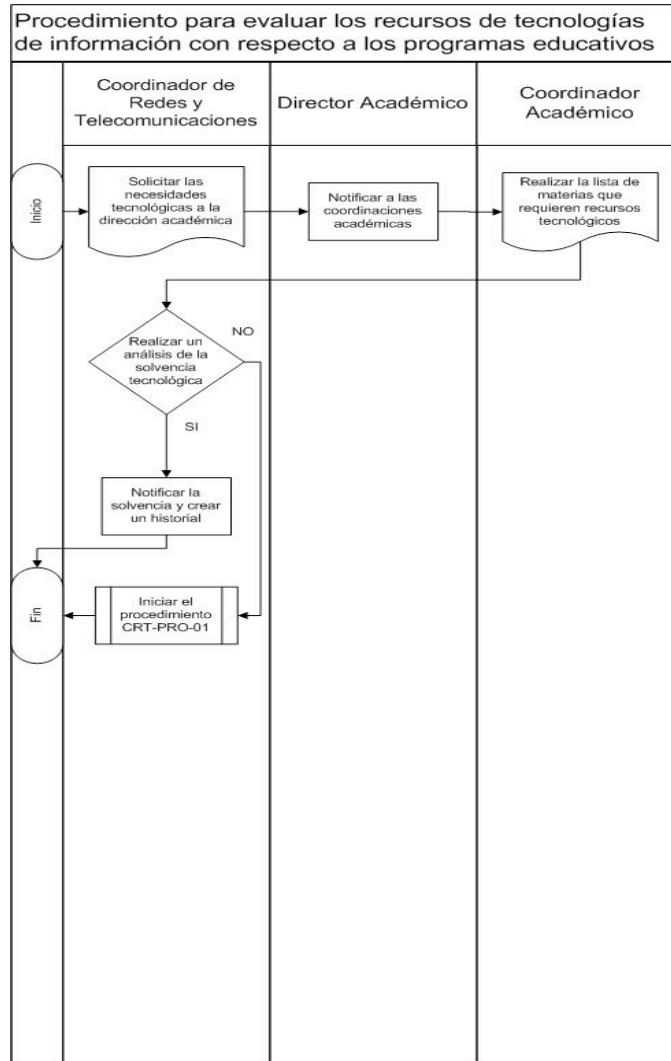 Procedimiento para evaluar los recursos de tecnologías
de información con respecto a los programas educativos
Coordinador de
Redes y
Telecomunicaciones
Director Académico
Coordinador
Académico
Inicio
Solicitar las
necesidades
tecnológicas a la
dirección académica
Notificar a las
coordinaciones
académicas
Realizar la lista de
materias que
requieren recursos
tecnológicos
Realizar un
análisis de la
solvencia
tecnológica
NO
SI
Notificar la
solvencia y crear
un historial
Fin
Iniciar el
procedimiento
CRT-PRO-01